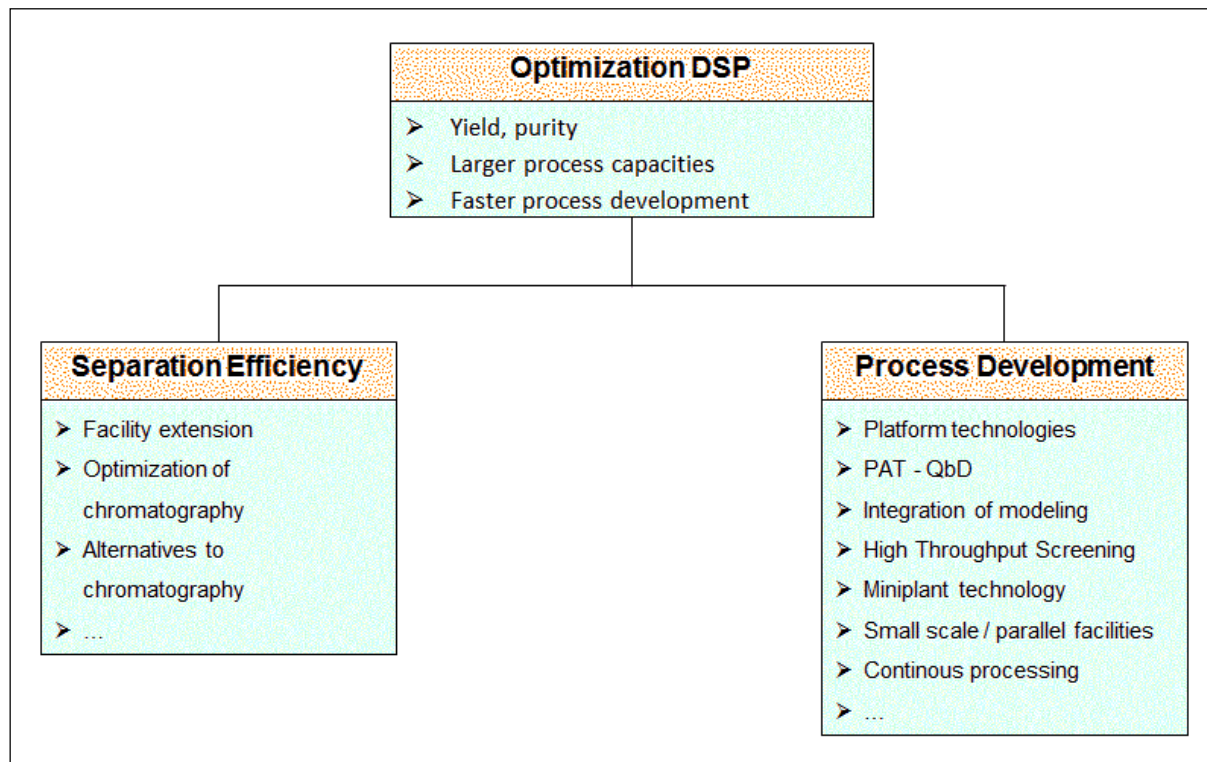 Optimization DSP
➤ Yield, purity
➤ Larger process capacities
➤ Faster process development
Separation Efficiency
➤ Facility extension
➤ Optimization of
chromatography
➤ Alternatives to
chromatography
➤ ...
Process Development
➤ Platform technologies
➤ PAT - QbD
➤ Integration of modeling
➤ High Throughput Screening
➤ Miniplant technology
➤ Small scale / parallel facilities
➤ Continous processing
➤ ...